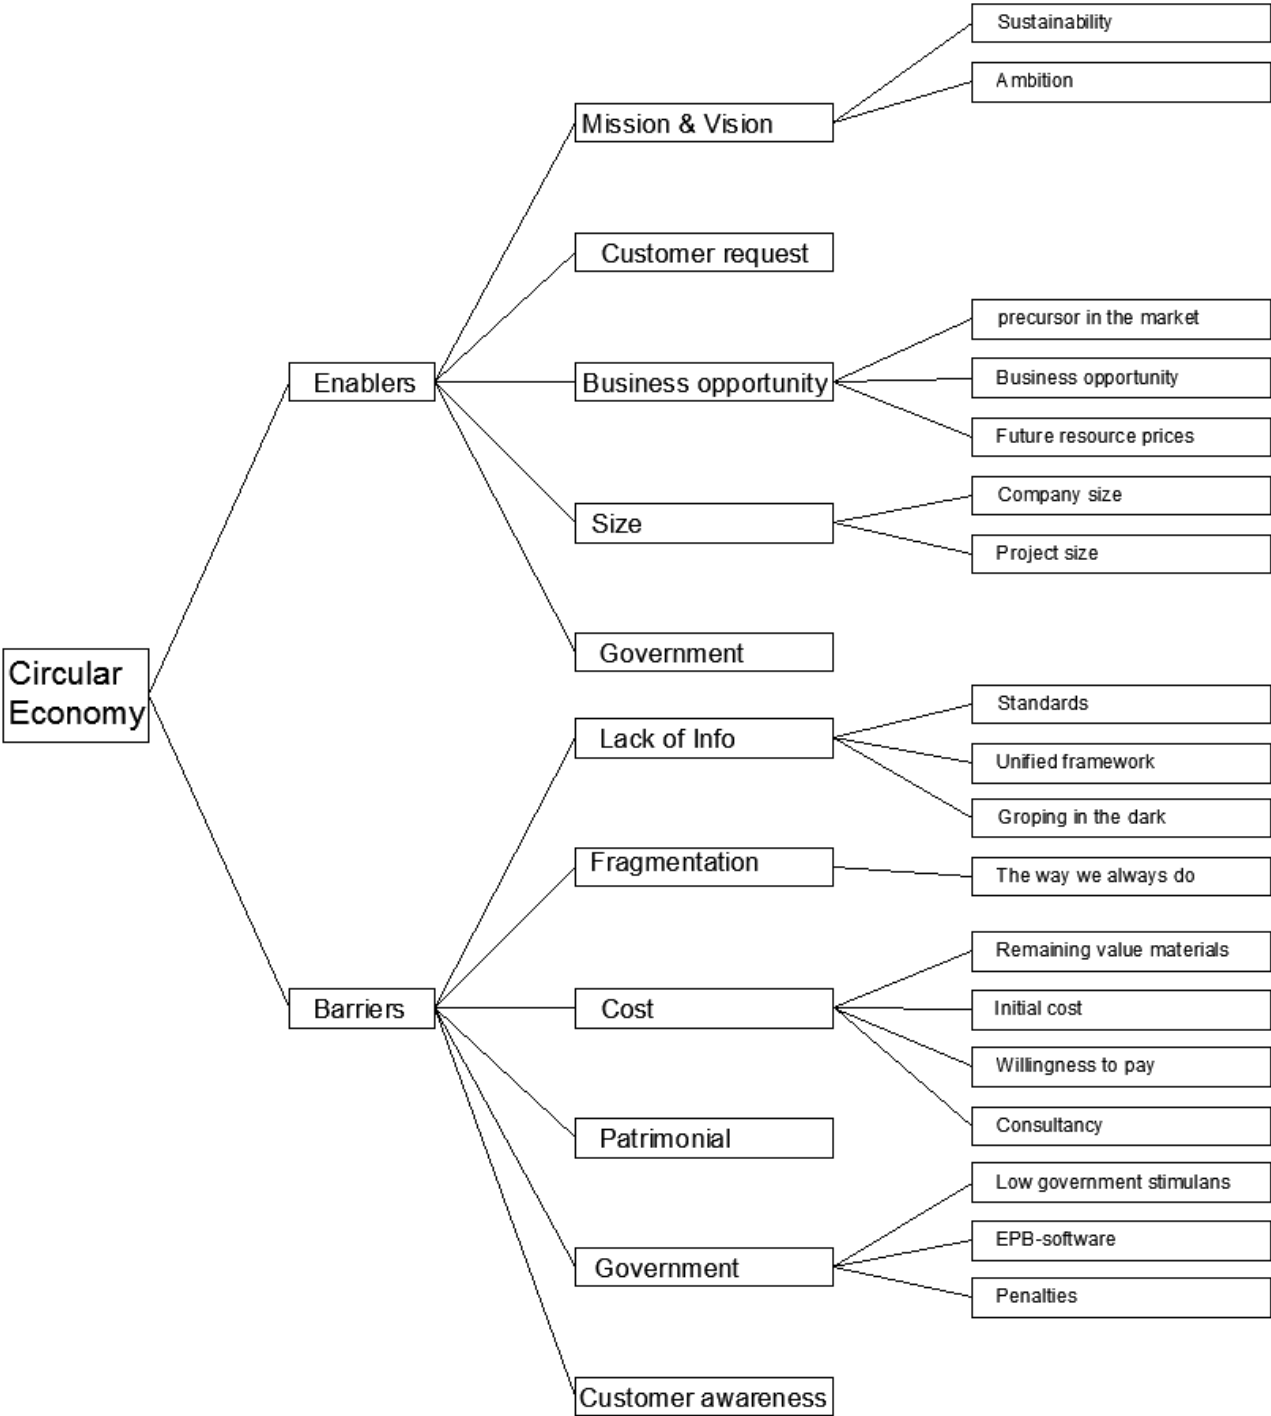 Sustainability
Ambition
Mission & Vision
Customer request
precursor in the market
Enablers
Business opportunity
Business opportunity
Future resource prices
Company size
Size
Project size
Government
Circular
Economy
Standards
Lack of Info
Unified framework
Groping in the dark
Fragmentation
The way we always do
Remaining value materials
Barriers
Cost
Initial cost
Willingness to pay
Consultancy
Patrimonial
Low government stimulans
EPB-software
Government
Penalties
Customer awareness